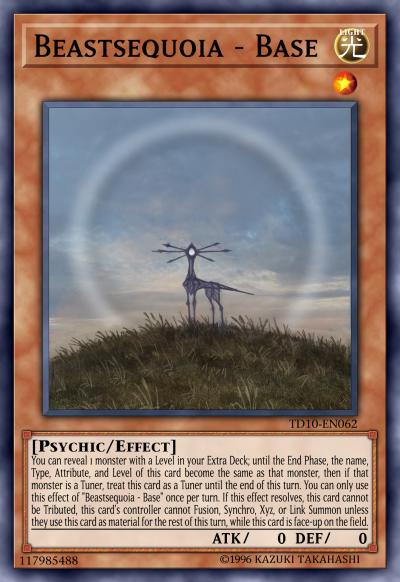 BEASTSEQUOIA - BASE
LIGHT
光
TD10-EN062
[PSYCHIC/EFFECT]
You can reveal 1 monster with a Level in your Extra Deck; until the End Phase, the name,
Type, Attribute, and Level of this card become the same as that monster, then if that
monster is a Tuner, treat this card as a Tuner until the end of this turn. You can only use
this effect of "Beastsequoia - Base" once per turn. If this effect resolves, this card cannot
be Tributed, this card's controller cannot Fusion, Synchro, Xyz, or Link Summon unless
they use this card as material for the rest of this turn, while this card is face-up on the field.
ATK/ 0 DEF/ 0
117985488
©1996 KAZUKI TAKAHASHI